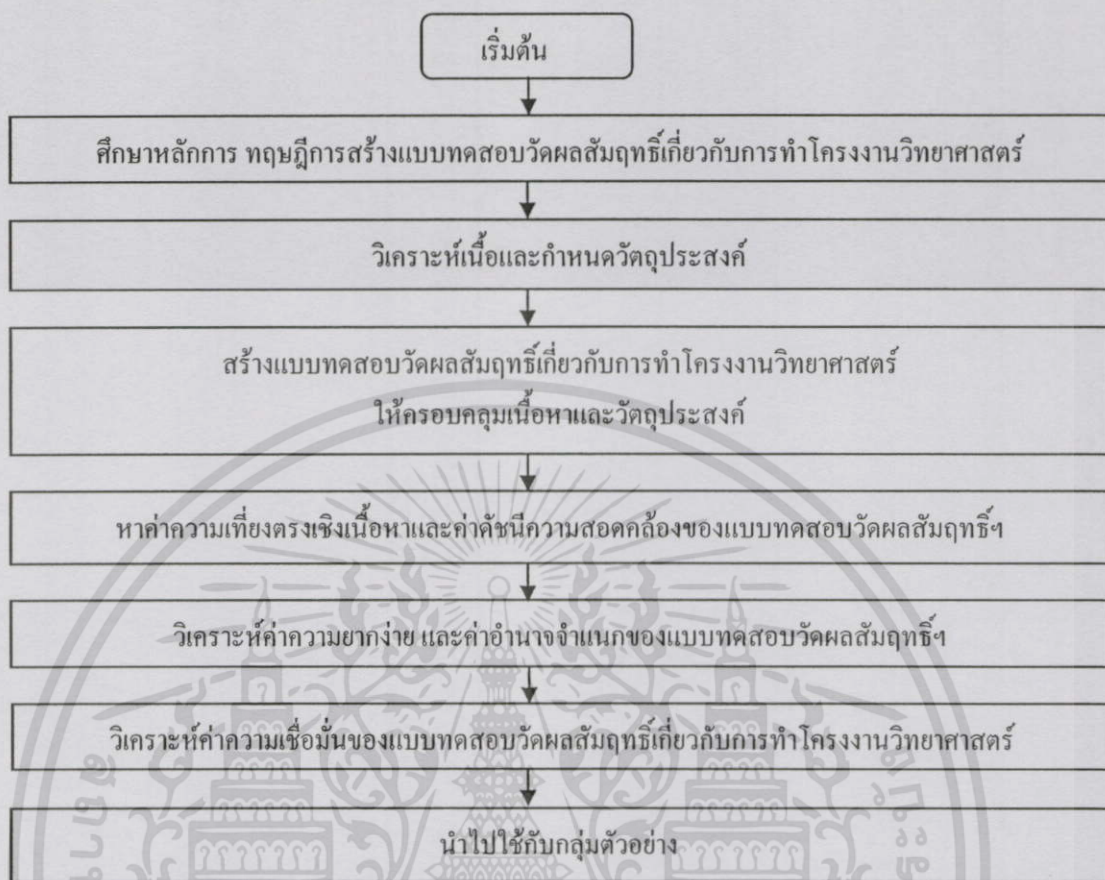 เริ่มต้น
ศึกษาหลักการ ทฤษฎีการสร้างแบบทดสอบวัดผลสัมฤทธิ์เกี่ยวกับการทำโครงงานวิทยาศาสตร์
วิเคราะห์เนื้อและกำหนดวัตถุประสงค์
สร้างแบบทดสอบวัดผลสัมฤทธิ์เกี่ยวกับการทำโครงงานวิทยาศาสตร์
ให้ครอบคลุมเนื้อหาและวัตถุประสงค์
หาค่าความเที่ยงตรงเชิงเนื้อหาและค่าดัชนีความสอดคล้องของแบบทดสอบวัดผลสัมฤทธิ์ฯ
วิเคราะห์ค่าความยากง่าย และค่าอำนาจจำแนกของแบบทดสอบวัดผลสัมฤทธิ์ฯ
วิเคราะห์ค่าความเชื่อมั่นของแบบทดสอบวัดผลสัมฤทธิ์เกี่ยวกับการทำโครงงานวิทยาศาสตร์
นำไปใช้กับกลุ่มตัวอย่าง